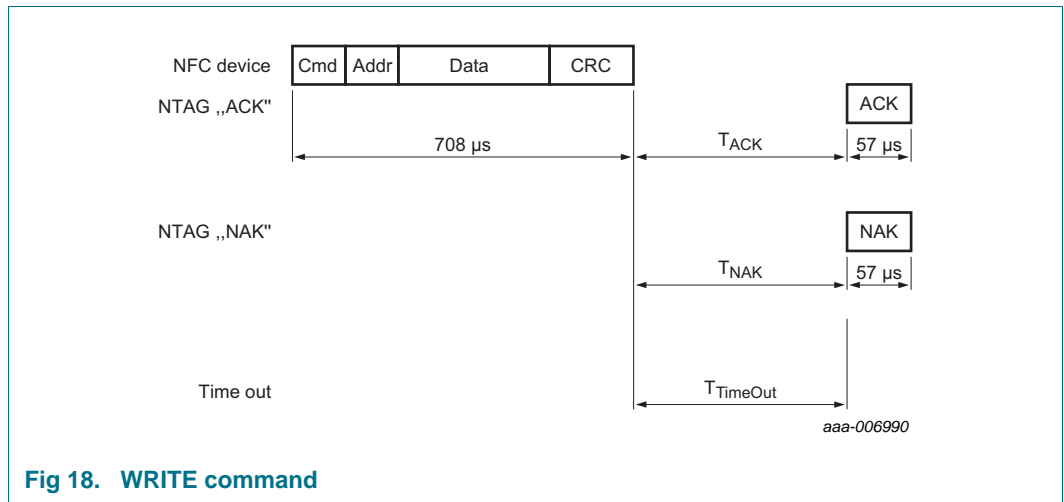 NFC device Cmd Addr Data CRC
NTAG ,,ACK" ACK
708 µs TACK 57 µs
NTAG ,,NAK" NAK
TNAK 57 µs
Time out TTimeOut
aaa-006990
Fig 18. WRITE command